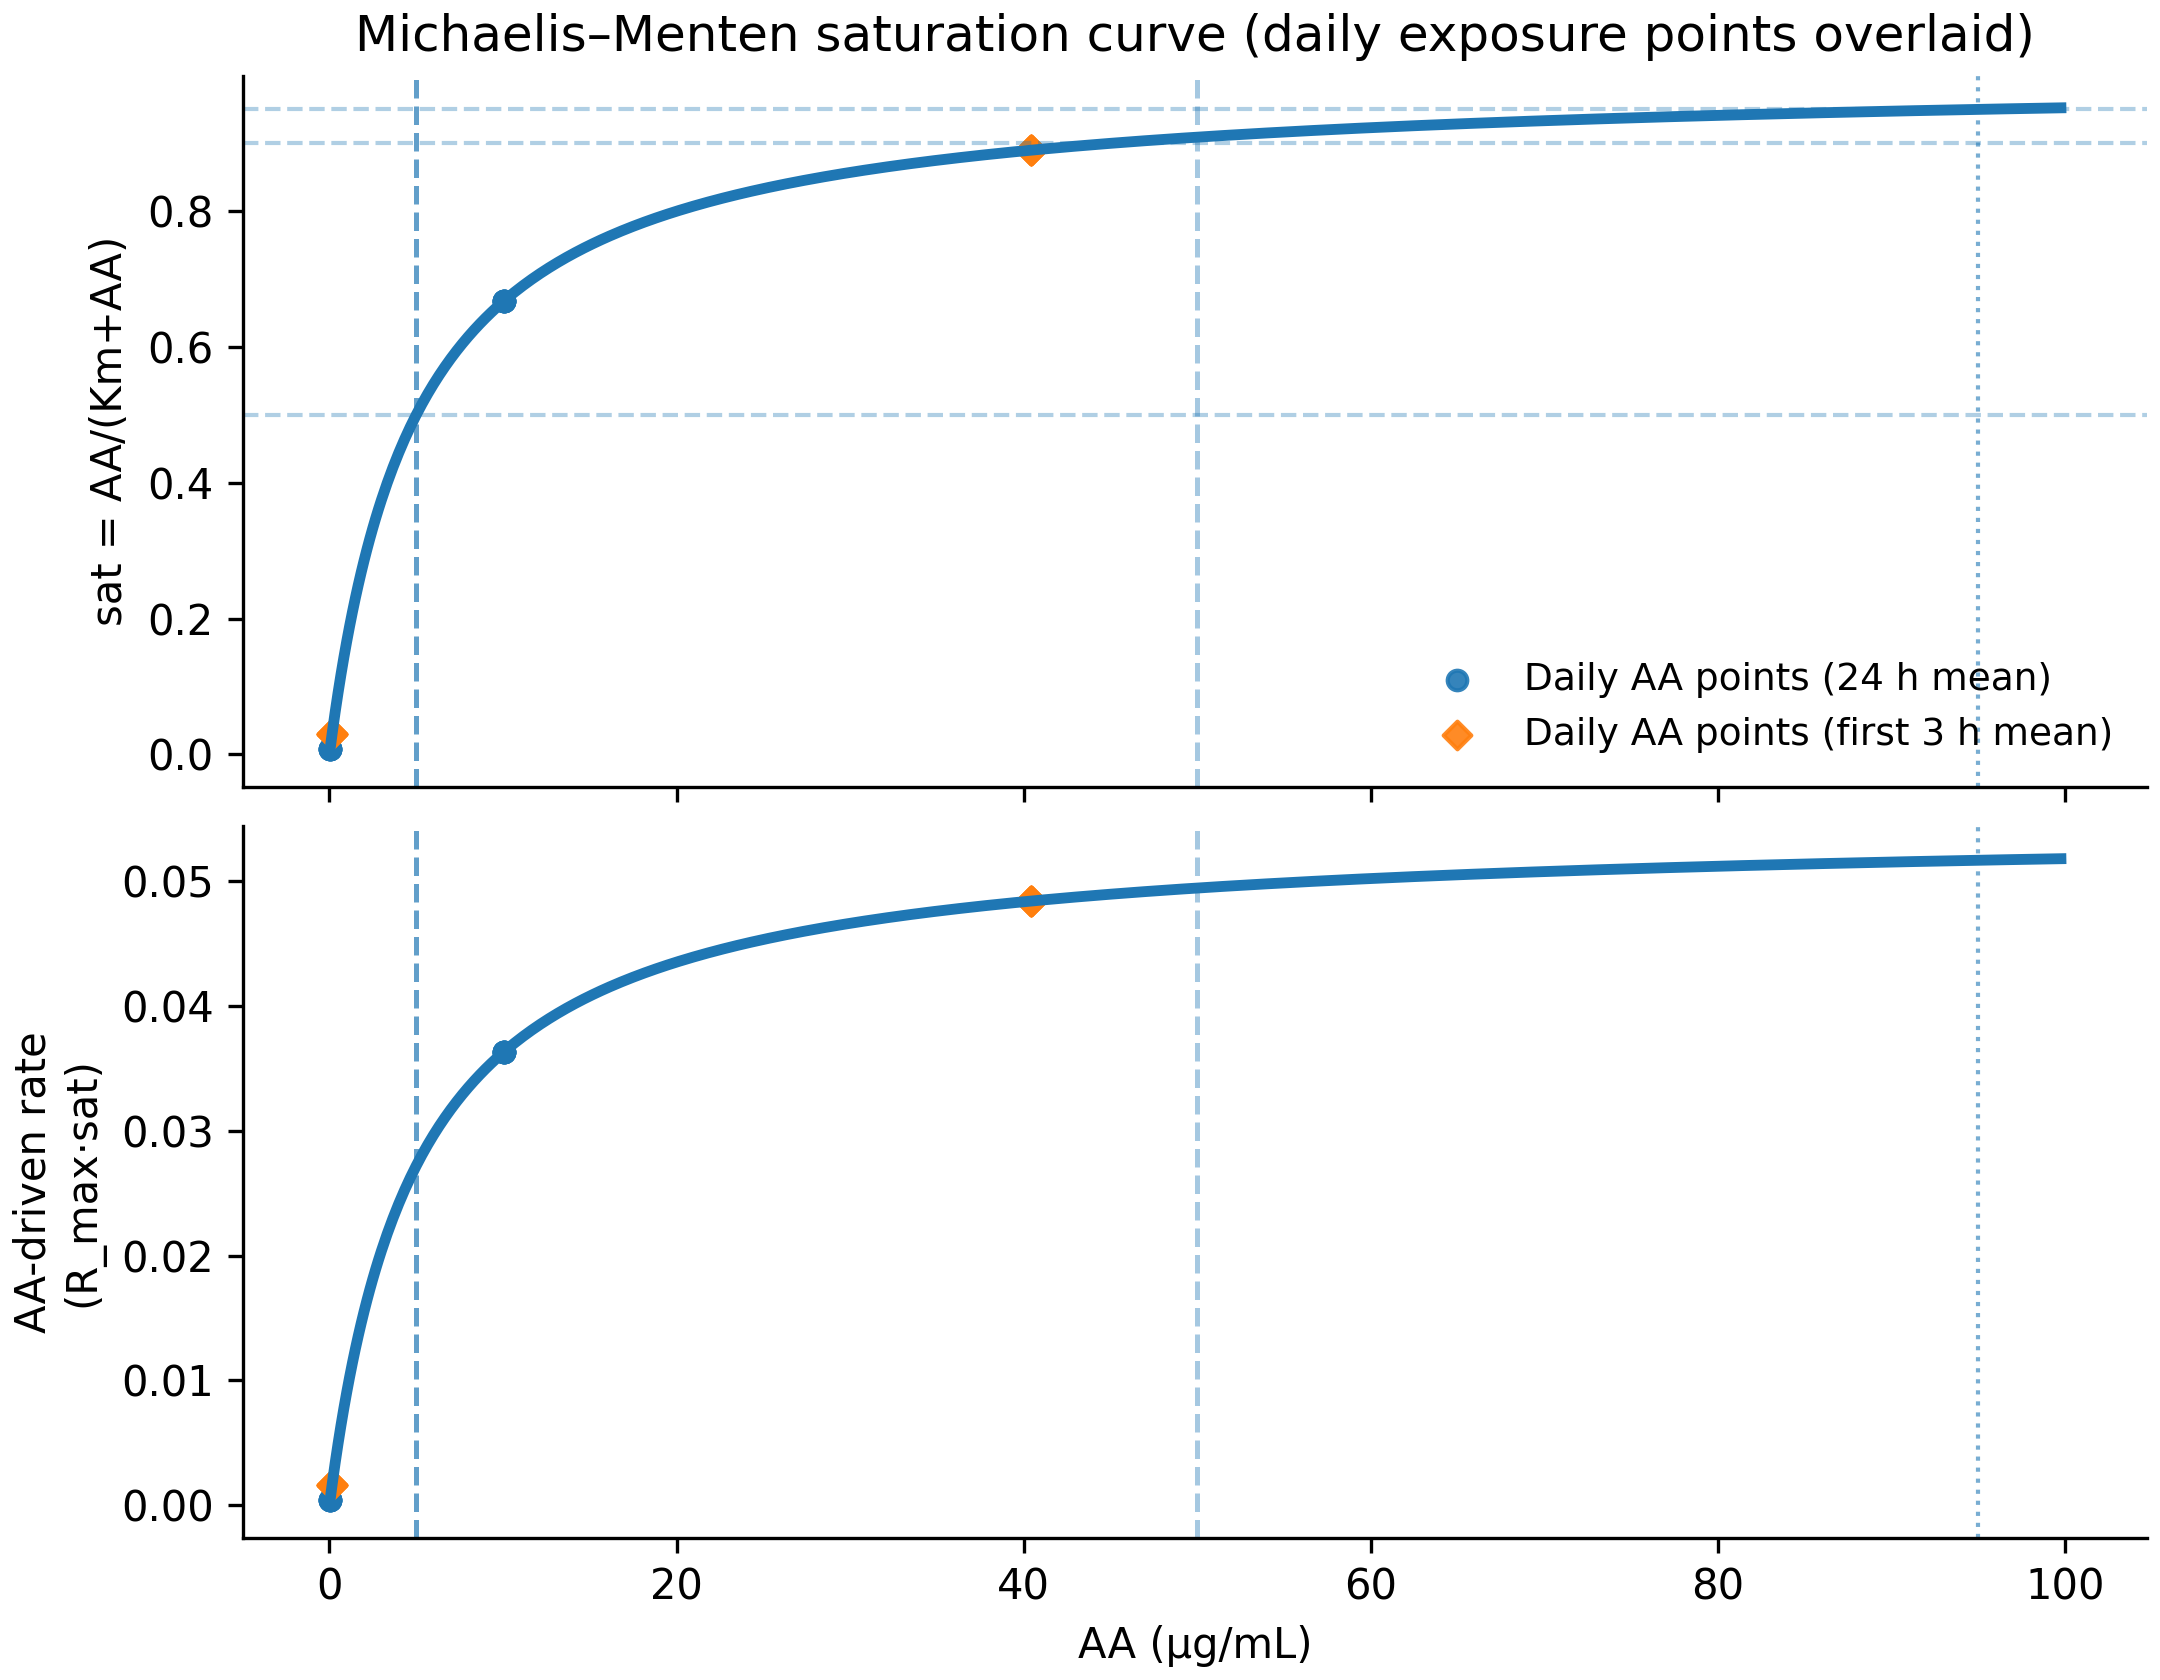 Michaelis–Menten saturation curve (daily exposure points overlaid)
sat = AA/(Km+AA)
0.8
0.6
0.4
0.2
0.0
Daily AA points (24 h mean)
Daily AA points (first 3 h mean)
AA-driven rate
(R_max·sat)
0.05
0.04
0.03
0.02
0.01
0.00
0
20
40
60
80
100
AA (µg/mL)